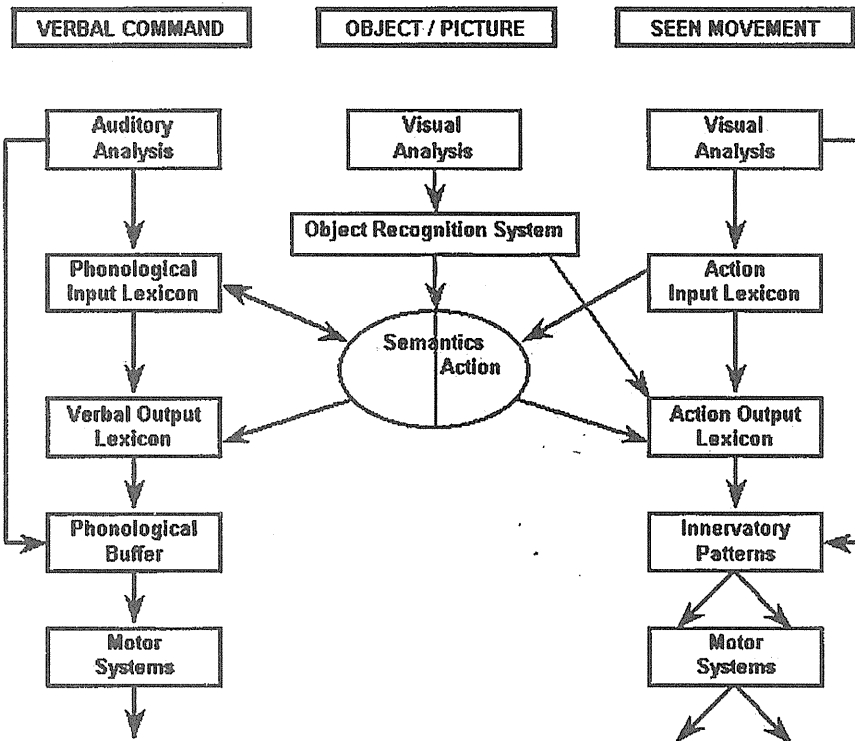 VERBAL COMMAND
OBJECT / PICTURE
SEEN MOVEMENT
Auditory
Analysis
Visual
Analysis
Visual
Analysis
Object Recognition System
Phonological
Input Lexicon
Action
Input Lexicon
Semantics
Action
Verbal Output
Lexicon
Action Output
Lexicon
Phonological
Buffer
Innervatory
Patterns
Motor
Systems
Motor
Systems